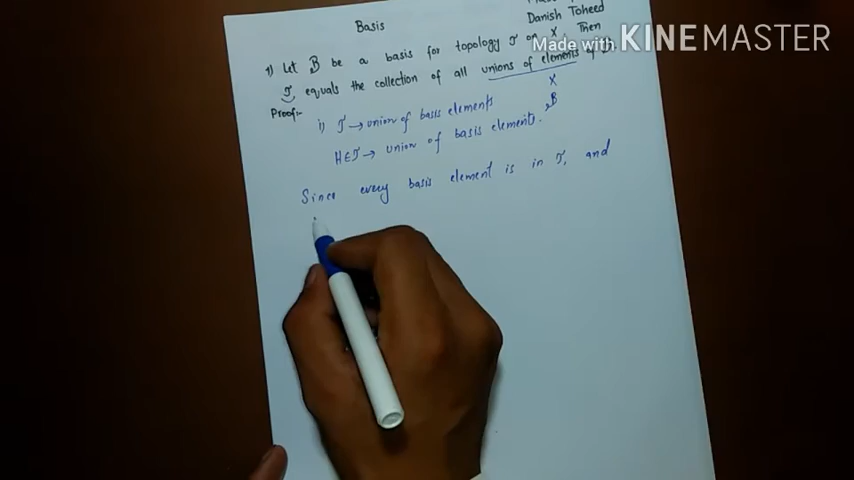 Danish Toheed
Basis
1) Let B be a basis for topology T on X Then
T equals the collection of all unions of elements of
Proof:-
X
B
i) T → union of basis elements
H∈T → union of basis elements.
Since every basis element is in T, and
Made with KINEMASTER